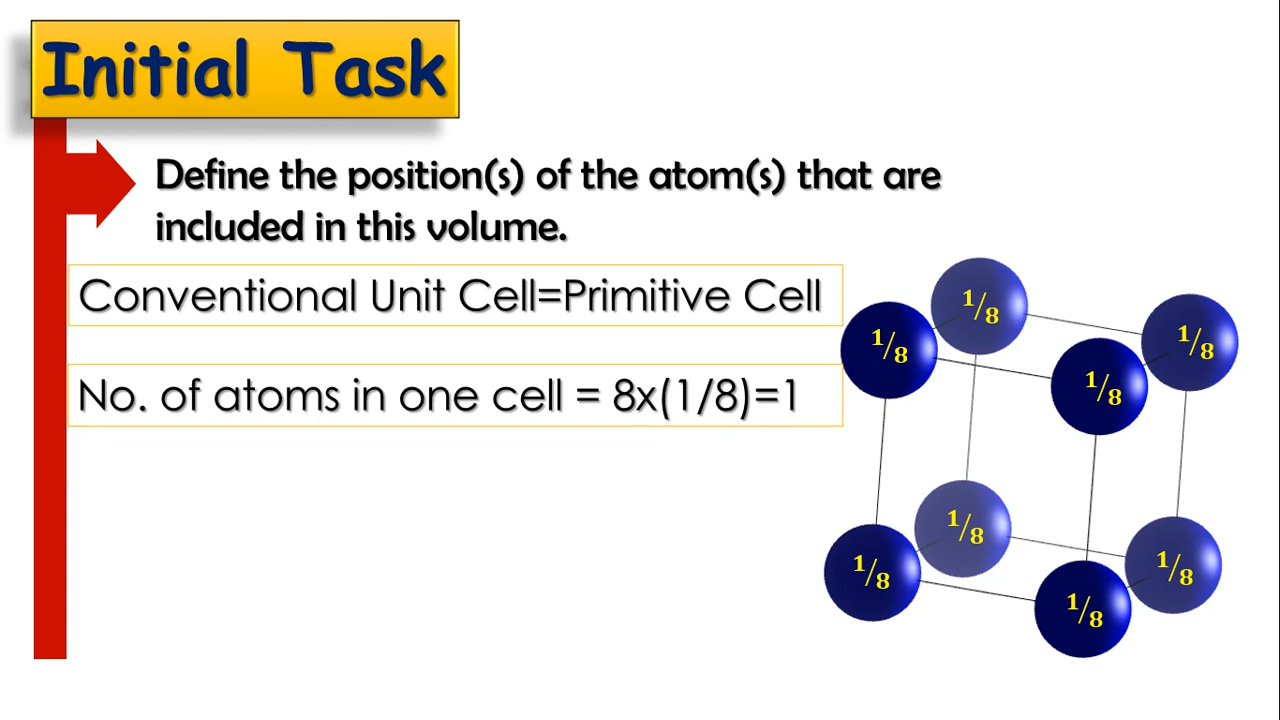 Initial Task
Define the position(s) of the atom(s) that are
included in this volume.
Conventional Unit Cell=Primitive Cell
No. of atoms in one cell = 8x(1/8)=1
1/8
1/8
1/8
1/8
1/8
1/8
1/8
1/8